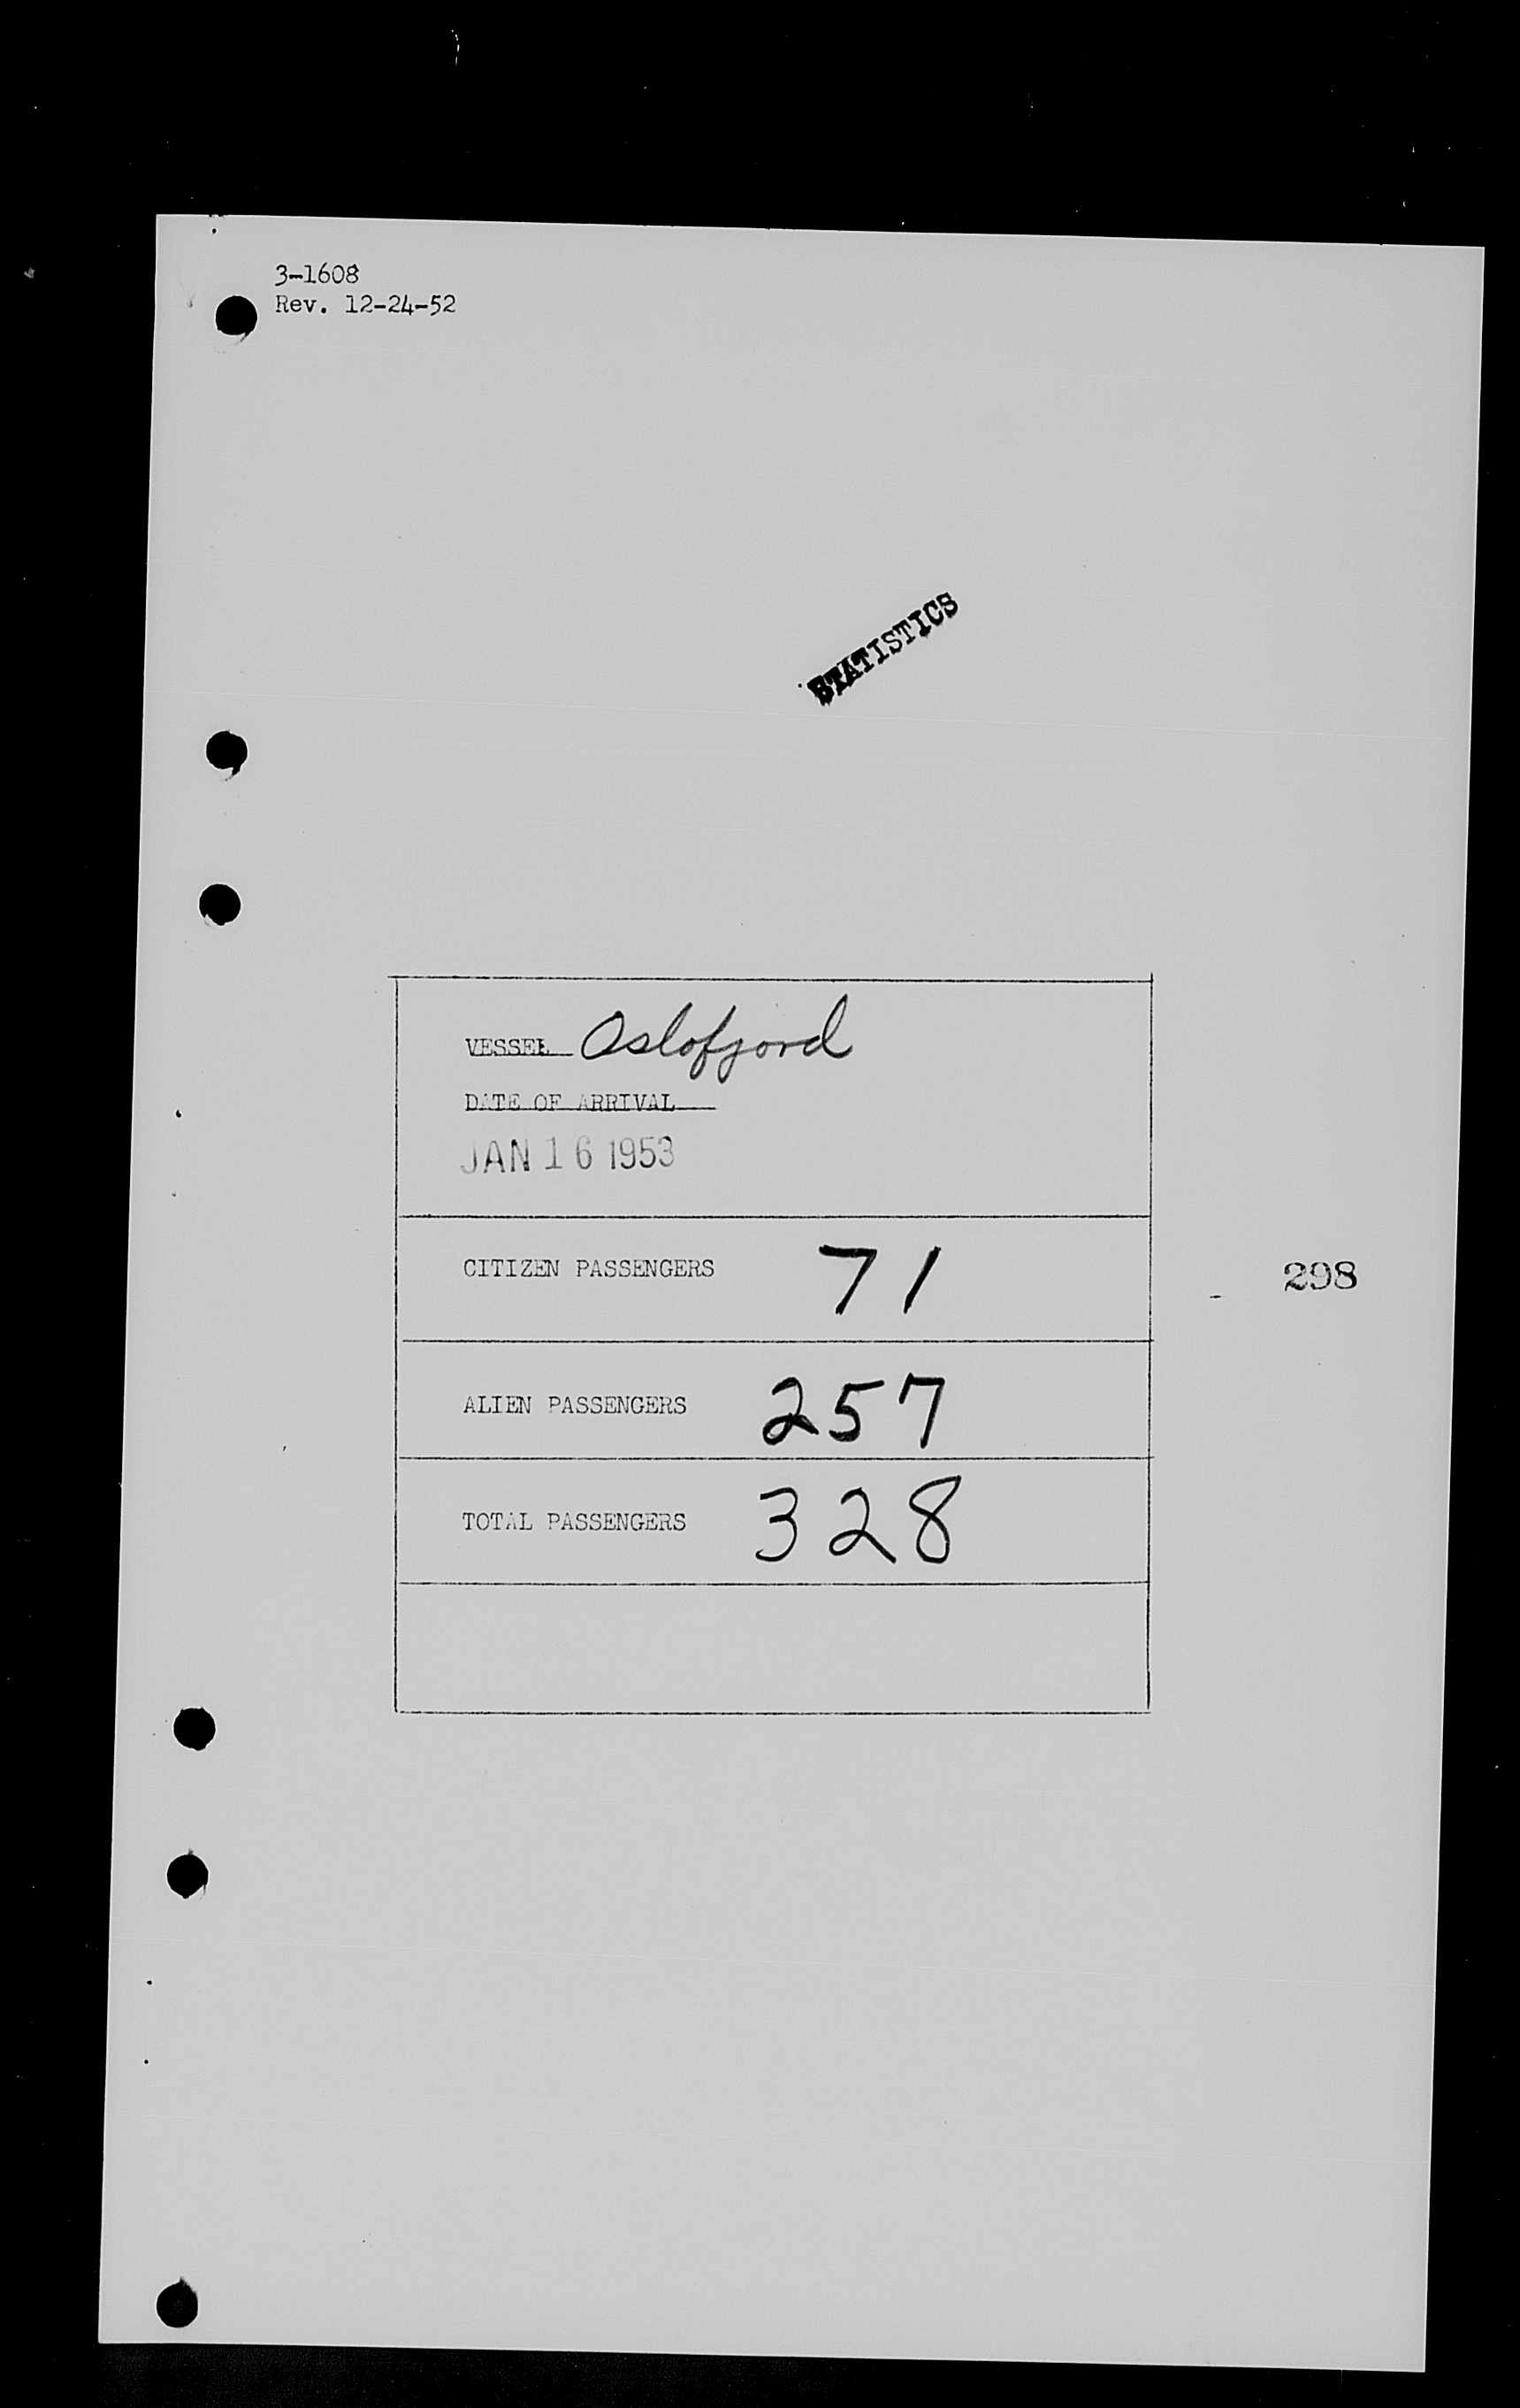 3-1608
Rev. 12-24-52
STATISTICS
VESSEL Oslofjord
DATE OF ARRIVAL
JAN 16 1953
CITIZEN PASSENGERS 71
298
ALIEN PASSENGERS 257
TOTAL PASSENGERS 328